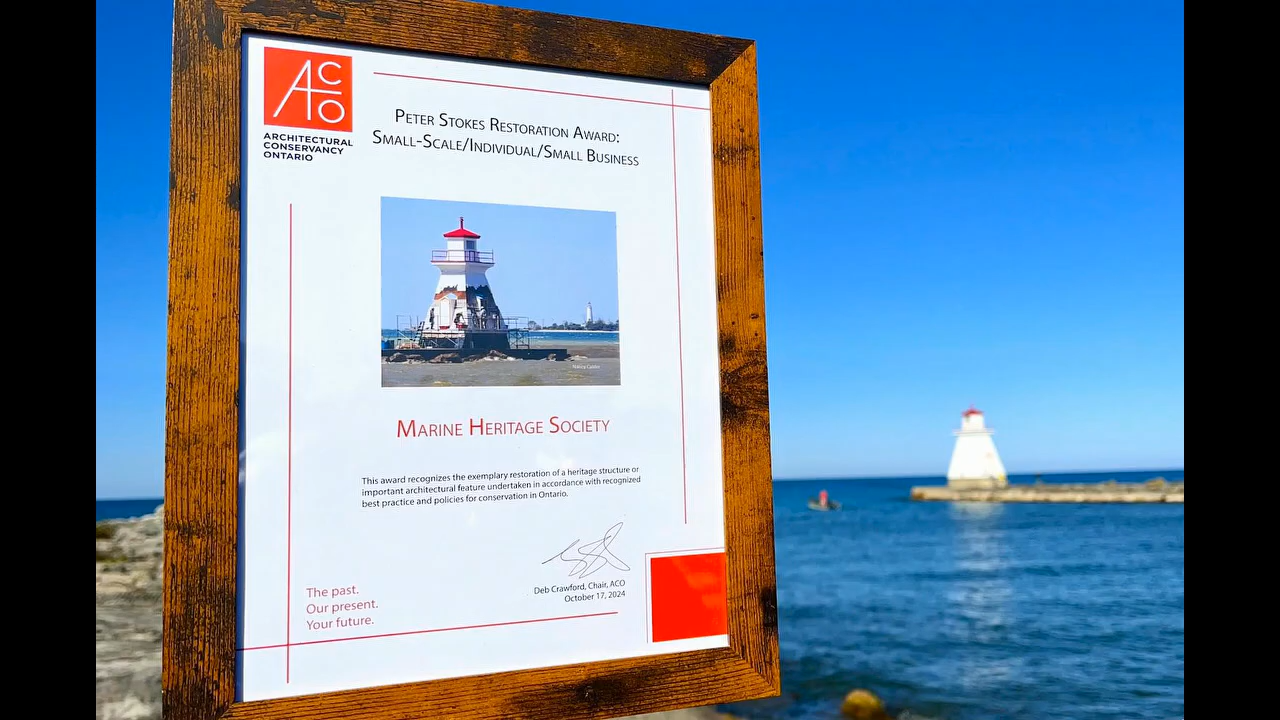 ACO
ARCHITECTURAL
CONSERVANCY
ONTARIO
Peter Stokes Restoration Award:
Small-Scale/Individual/Small Business
Marine Heritage Society
This award recognizes the exemplary restoration of a heritage structure or
important architectural feature undertaken in accordance with recognized
best practice and policies for conservation in Ontario.
Deb Crawford, Chair, ACO
October 17, 2024
The past.
Our present.
Your future.